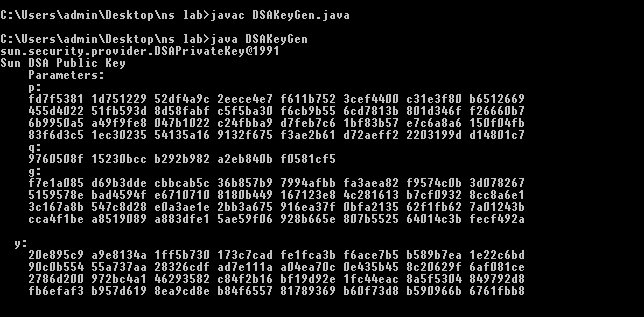 C:\Users\admin\Desktop\ns lab>javac DSAKeyGen.java
C:\Users\admin\Desktop\ns lab>java DSAKeyGen
sun.security.provider.DSAPrivateKey@1991
Sun DSA Public Key
Parameters:
p:
fd7f5381 1d751229 52df4a9c 2eece4e7 f611b752 3cef4400 c31e3f80 b6512669
455d4022 51fb593d 8d58fabf c5f5ba30 f6cb9b55 6cd7813b 801d346f f26660b7
6b9950a5 a49f9fe8 047b1022 c24fbba9 d7feb7c6 1bf83b57 e7c6a8a6 150f04fb
83f6d3c5 1ec30235 54135a16 9132f675 f3ae2b61 d72aeff2 2203199d d14801c7
q:
9760508f 15230bcc b292b982 a2eb840b f0581cf5
g:
f7e1a085 d69b3dde cbbcab5c 36b857b9 7994afbb fa3aea82 f9574c0b 3d078267
5159578e bad4594f e6710710 8180b449 167123e8 4c281613 b7cf0932 8cc8a6e1
3c167a8b 547c8d28 e0a3ae1e 2bb3a675 916ea37f 0bfa2135 62f1fb62 7a01243b
cca4f1be a8519089 a883dfe1 5ae59f06 928b665e 807b5525 64014c3b fecf492a
y:
20e895c9 a9e8134a 1ff5b730 173c7cad fe1fca3b f6ace7b5 b589b7ea 1e22c6bd
90c0b554 55a737aa 28326cdf ad7e111a a04ea70c 0e435b45 8c20629f 6af081ce
2786d200 972bc4a1 46293582 c84f2b16 bf19d92e 1fc44eac 8a5f5304 849792d8
fb6efaf3 b957d619 8ea9cd8e b84f6557 81789369 b60f73d8 b590966b 6761fbb8